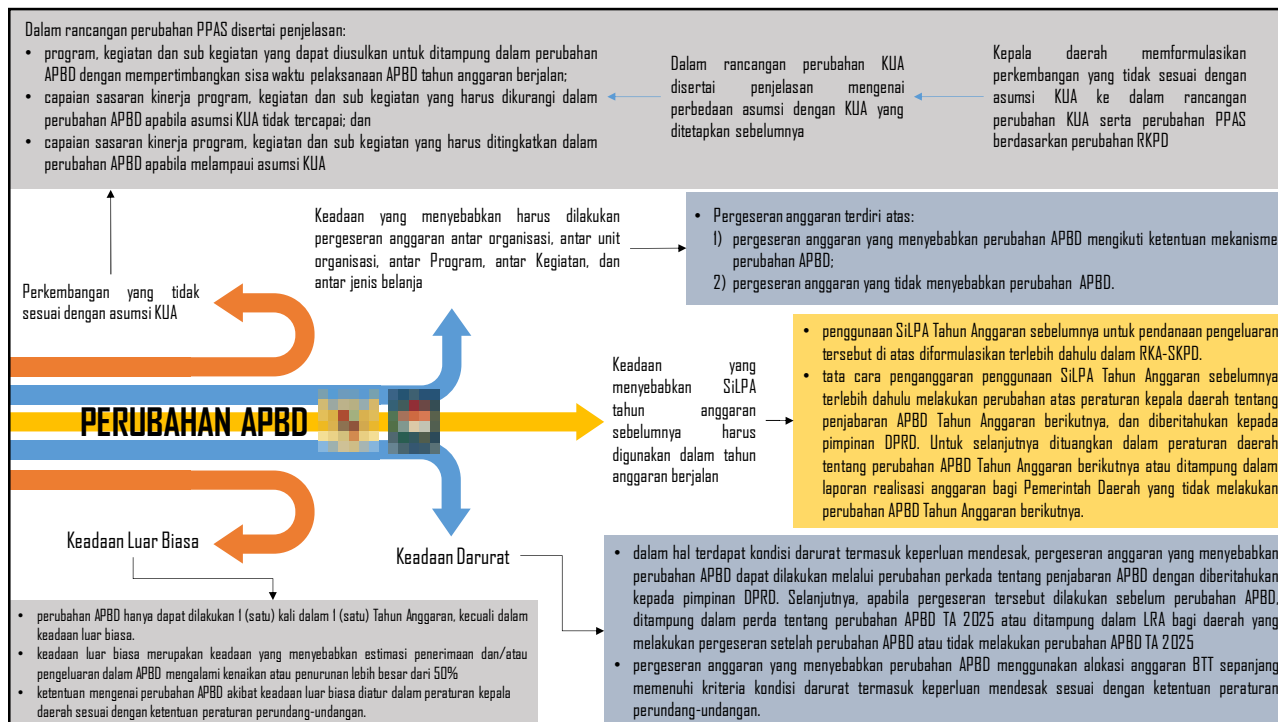 Dalam rancangan perubahan PPAS disertai penjelasan:
• program, kegiatan dan sub kegiatan yang dapat diusulkan untuk ditampung dalam perubahan
APBD dengan mempertimbangkan sisa waktu pelaksanaan APBD tahun anggaran berjalan;
• capaian sasaran kinerja program, kegiatan dan sub kegiatan yang harus dikurangi dalam
perubahan APBD apabila asumsi KUA tidak tercapai; dan
• capaian sasaran kinerja program, kegiatan dan sub kegiatan yang harus ditingkatkan dalam
perubahan APBD apabila melampaui asumsi KUA
Dalam rancangan perubahan KUA
disertai penjelasan mengenai
perbedaan asumsi dengan KUA yang
ditetapkan sebelumnya
Kepala daerah memformulasikan
perkembangan yang tidak sesuai dengan
asumsi KUA ke dalam rancangan
perubahan KUA serta perubahan PPAS
berdasarkan perubahan RKPD
Perkembangan yang tidak
sesuai dengan asumsi KUA
Keadaan yang menyebabkan harus dilakukan
pergeseran anggaran antar organisasi, antar unit
organisasi, antar Program, antar Kegiatan, dan
antar jenis belanja
• Pergeseran anggaran terdiri atas:
1) pergeseran anggaran yang menyebabkan perubahan APBD mengikuti ketentuan mekanisme
perubahan APBD;
2) pergeseran anggaran yang tidak menyebabkan perubahan APBD.
PERUBAHAN APBD
Keadaan yang
menyebabkan SiLPA
tahun anggaran
sebelumnya harus
digunakan dalam tahun
anggaran berjalan
• penggunaan SiLPA Tahun Anggaran sebelumnya untuk pendanaan pengeluaran
tersebut di atas diformulasikan terlebih dahulu dalam RKA-SKPD.
• tata cara penganggaran penggunaan SiLPA Tahun Anggaran sebelumnya
terlebih dahulu melakukan perubahan atas peraturan kepala daerah tentang
penjabaran APBD Tahun Anggaran berikutnya, dan diberitahukan kepada
pimpinan DPRD. Untuk selanjutnya dituangkan dalam peraturan daerah
tentang perubahan APBD Tahun Anggaran berikutnya atau ditampung dalam
laporan realisasi anggaran bagi Pemerintah Daerah yang tidak melakukan
perubahan APBD Tahun Anggaran berikutnya.
Keadaan Luar Biasa
• perubahan APBD hanya dapat dilakukan 1 (satu) kali dalam 1 (satu) Tahun Anggaran, kecuali dalam
keadaan luar biasa.
• keadaan luar biasa merupakan keadaan yang menyebabkan estimasi penerimaan dan/atau
pengeluaran dalam APBD mengalami kenaikan atau penurunan lebih besar dari 50%
• ketentuan mengenai perubahan APBD akibat keadaan luar biasa diatur dalam peraturan kepala
daerah sesuai dengan ketentuan peraturan perundang-undangan.
Keadaan Darurat
• dalam hal terdapat kondisi darurat termasuk keperluan mendesak, pergeseran anggaran yang menyebabkan
perubahan APBD dapat dilakukan melalui perubahan perkada tentang penjabaran APBD dengan diberitahukan
kepada pimpinan DPRD. Selanjutnya, apabila pergeseran tersebut dilakukan sebelum perubahan APBD,
ditampung dalam perda tentang perubahan APBD TA 2025 atau ditampung dalam LRA bagi daerah yang
melakukan pergeseran setelah perubahan APBD atau tidak melakukan perubahan APBD TA 2025
• pergeseran anggaran yang menyebabkan perubahan APBD menggunakan alokasi anggaran BTT sepanjang
memenuhi kriteria kondisi darurat termasuk keperluan mendesak sesuai dengan ketentuan peraturan
perundang-undangan.